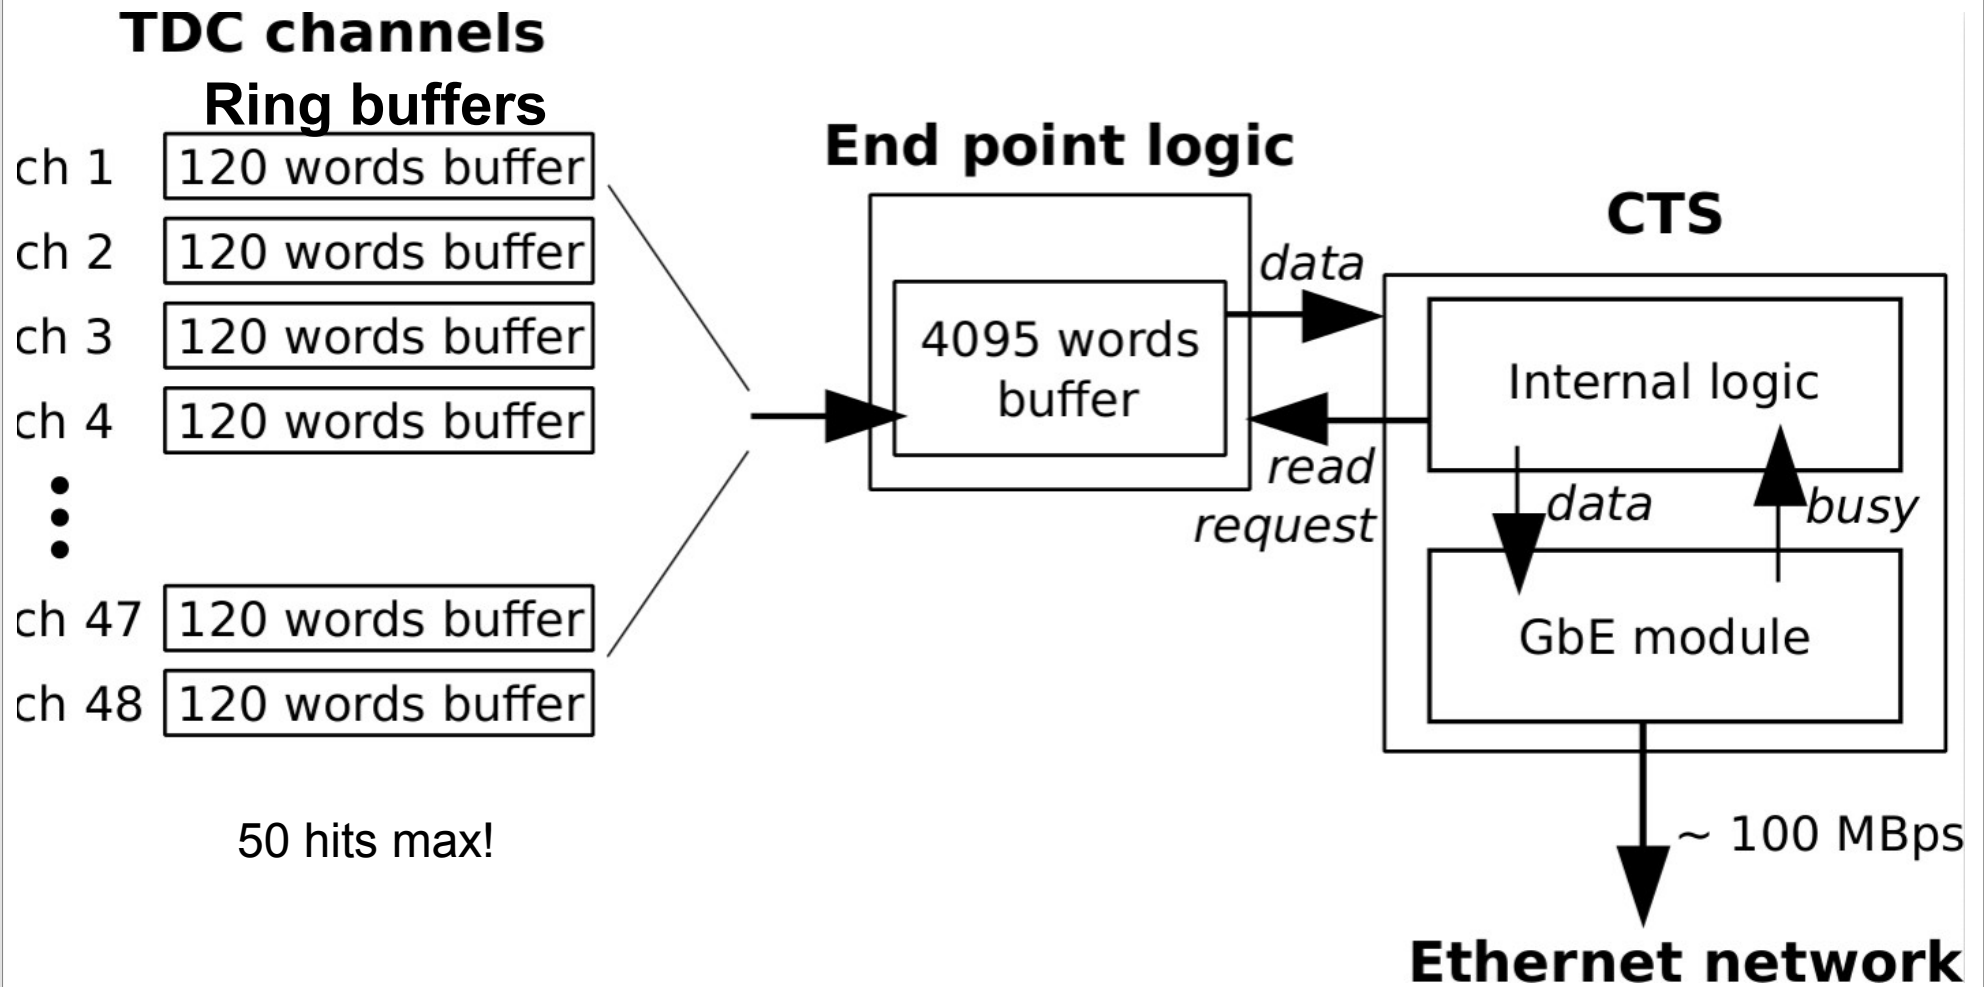 TDC channels
Ring buffers
ch 1 120 words buffer
ch 2 120 words buffer
ch 3 120 words buffer
ch 4 120 words buffer
ch 47 120 words buffer
ch 48 120 words buffer
50 hits max!
End point logic
4095 words
buffer
data
read
request
CTS
Internal logic
data
busy
GbE module
~ 100 MBps
Ethernet network